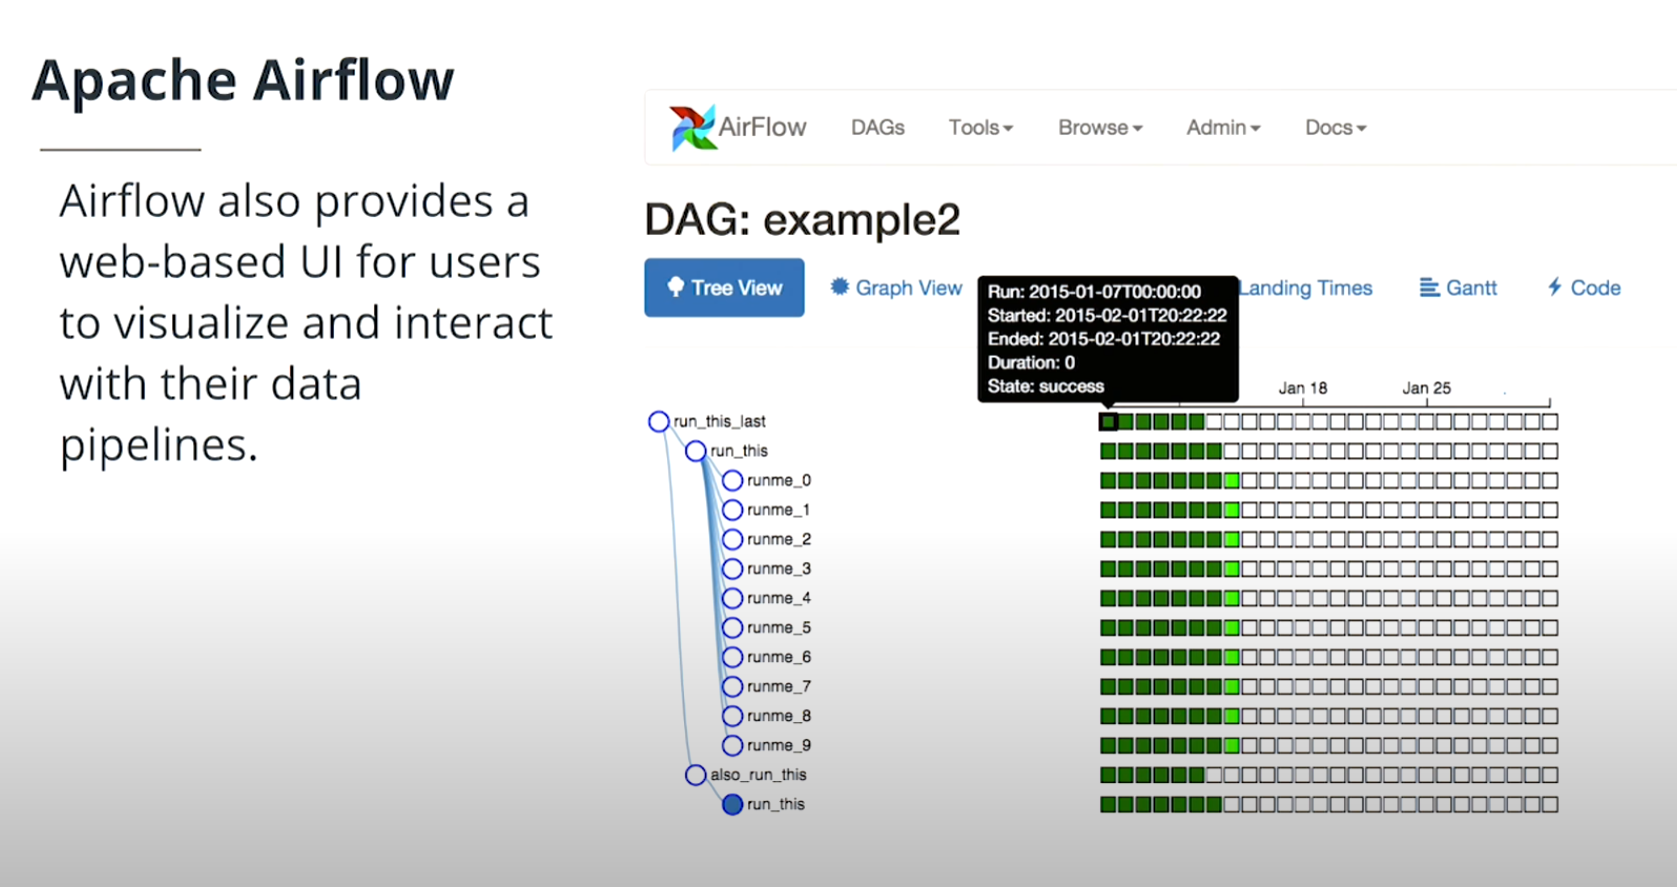 Apache Airflow
Airflow also provides a
web-based UI for users
to visualize and interact
with their data
pipelines.
AirFlow DAGs Tools Browse Admin Docs
DAG: example2
Tree View Graph View Landing Times Gantt Code
Run: 2015-01-07T00:00:00
Started: 2015-02-01T20:22:22
Ended: 2015-02-01T20:22:22
Duration: 0
State: success
Jan 18 Jan 25
run_this_last
run_this
runme_0
runme_1
runme_2
runme_3
runme_4
runme_5
runme_6
runme_7
runme_8
runme_9
also_run_this
run_this